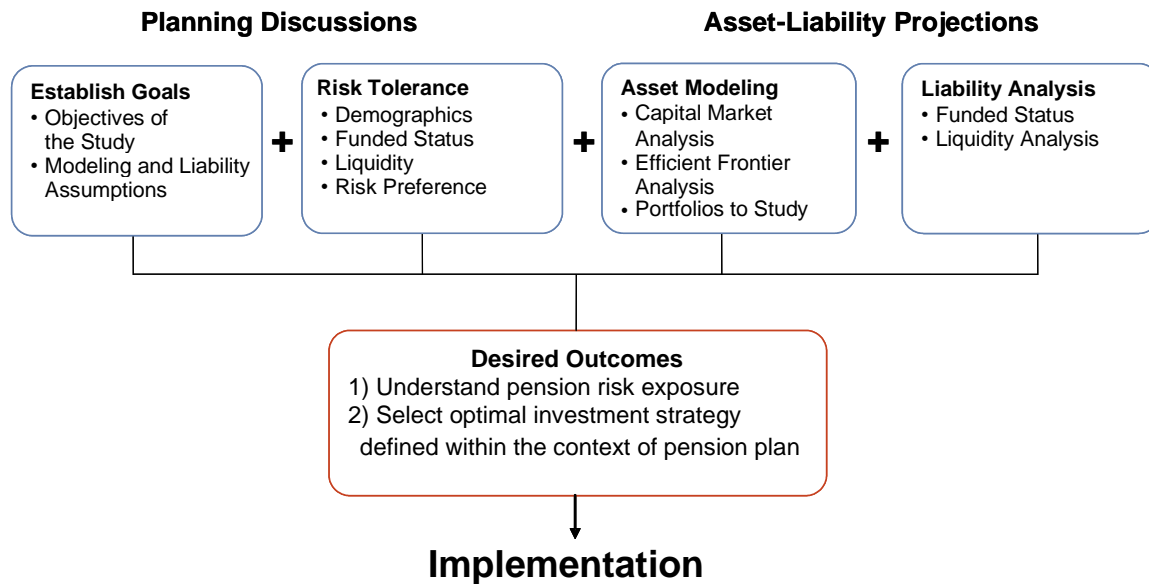 Planning Discussions
Asset-Liability Projections
Establish Goals
• Objectives of
the Study
• Modeling and Liability
Assumptions
+
Risk Tolerance
• Demographics
• Funded Status
• Liquidity
• Risk Preference
+
Asset Modeling
• Capital Market
Analysis
• Efficient Frontier
Analysis
• Portfolios to Study
+
Liability Analysis
• Funded Status
• Liquidity Analysis
Desired Outcomes
1) Understand pension risk exposure
2) Select optimal investment strategy
defined within the context of pension plan
Implementation